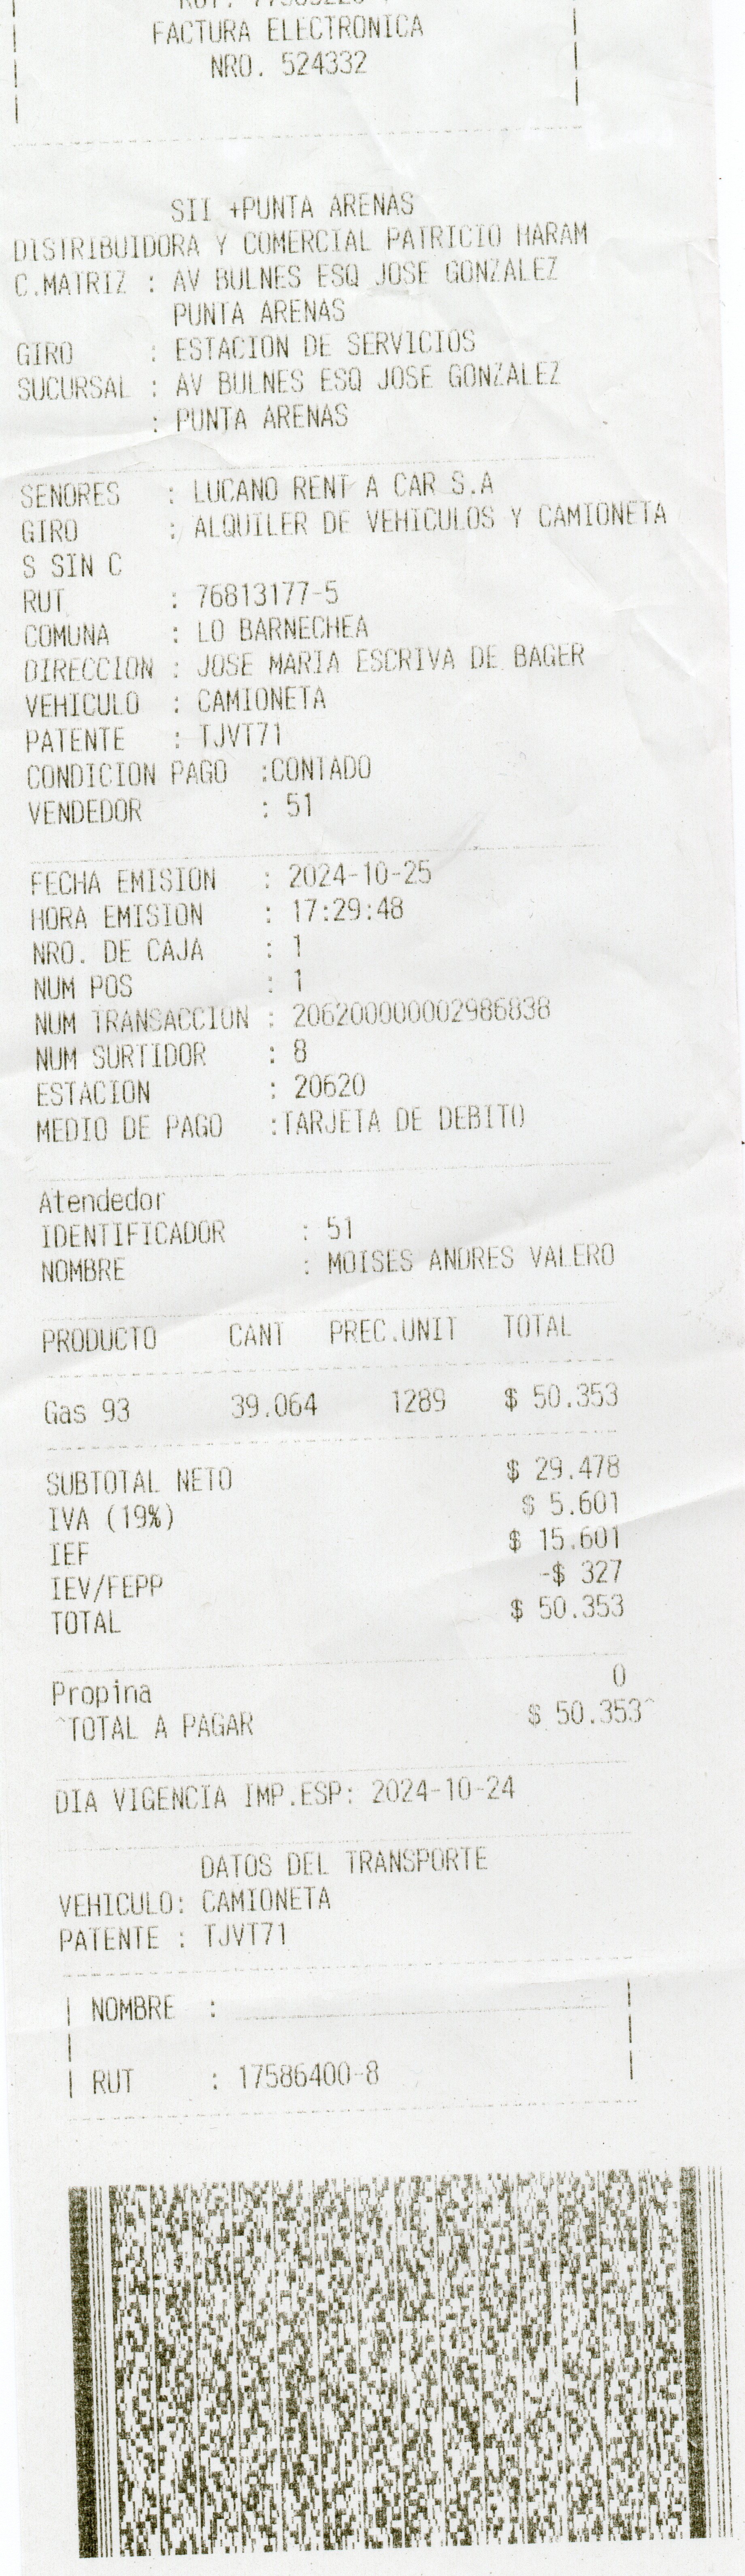 FACTURA ELECTRONICA
NRO. 524332
SII +PUNTA ARENAS
DISTRIBUIDORA Y COMERCIAL PATRICIO HARAM
C.MATRIZ : AV BULNES ESQ JOSE GONZALEZ
PUNTA ARENAS
GIRO : ESTACION DE SERVICIOS
SUCURSAL : AV BULNES ESQ JOSE GONZALEZ
: PUNTA ARENAS
SENORES : LUCANO RENT A CAR S.A
GIRO : ALQUILER DE VEHICULOS Y CAMIONETA
S SIN C
RUT : 76813177-5
COMUNA : LO BARNECHEA
DIRECCION : JOSE MARIA ESCRIVA DE BAGER
VEHICULO : CAMIONETA
PATENTE : TJVT71
CONDICION PAGO :CONTADO
VENDEDOR : 51
FECHA EMISION : 2024-10-25
HORA EMISION : 17:29:48
NRO. DE CAJA : 1
NUM POS : 1
NUM TRANSACCION : 206200000002986838
NUM SURTIDOR : 8
ESTACION : 20620
MEDIO DE PAGO :TARJETA DE DEBITO
Atendedor
IDENTIFICADOR : 51
NOMBRE : MOISES ANDRES VALERO
PRODUCTO CANT PREC.UNIT TOTAL
Gas 93 39.064 1289 $ 50.353
SUBTOTAL NETO $ 29.478
IVA (19%) $ 5.601
IEF $ 15.601
IEV/FEPP -$ 327
TOTAL $ 50.353
Propina 0
^TOTAL A PAGAR $ 50.353^
DIA VIGENCIA IMP.ESP: 2024-10-24
DATOS DEL TRANSPORTE
VEHICULO: CAMIONETA
PATENTE : TJVT71
NOMBRE :
RUT : 17586400-8